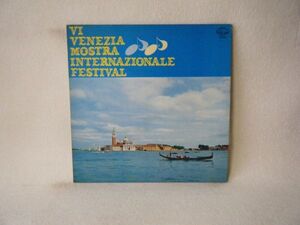 VI
VENEZIA
MOSTRA
INTERNAZIONALE
FESTIVAL